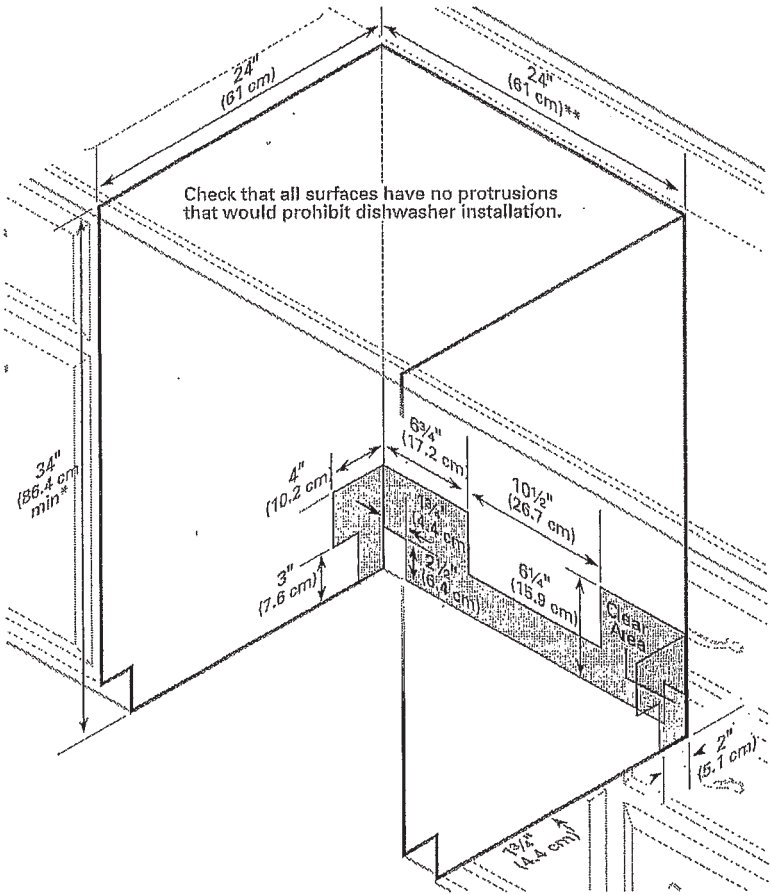 24"
(61 cm)
24"
(61 cm)**
Check that all surfaces have no protrusions
that would prohibit dishwasher installation.
34"
(86.4 cm
min*
4"
(10.2 cm)
6¾"
(17.2 cm)
10½"
(26.7 cm)
1¾"
(4.4 cm)
2½"
(6.4 cm)
3"
(7.6 cm)
6¼"
(15.9 cm)
Clear
Area
2"
(5.1 cm)
1¾"
(4.4 cm)